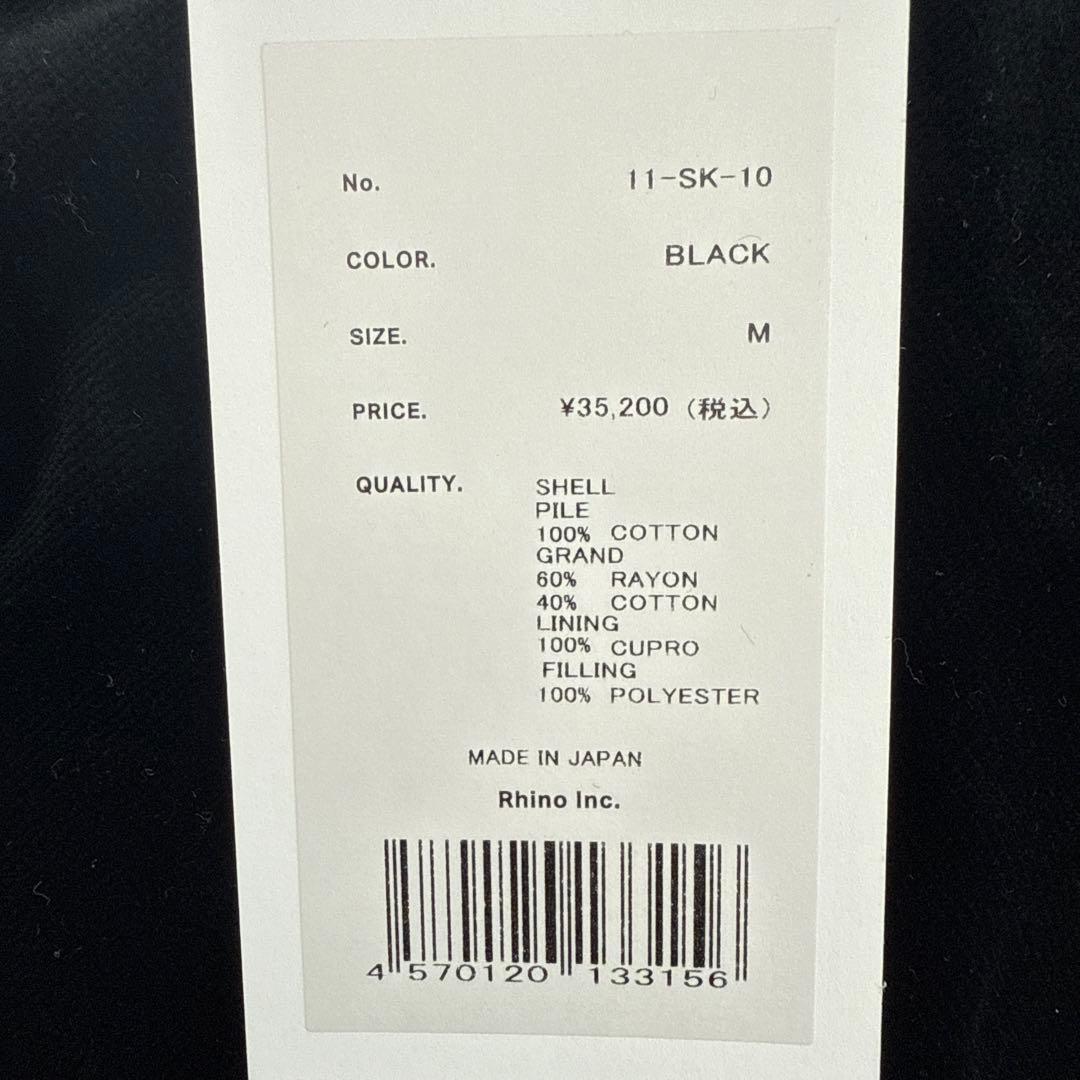 No. 11-SK-10
COLOR. BLACK
SIZE. M
PRICE. ¥35,200 (税込)
QUALITY. SHELL
PILE
100% COTTON
GRAND
60% RAYON
40% COTTON
LINING
100% CUPRO
FILLING
100% POLYESTER
MADE IN JAPAN
Rhino Inc.
4 570120 133156